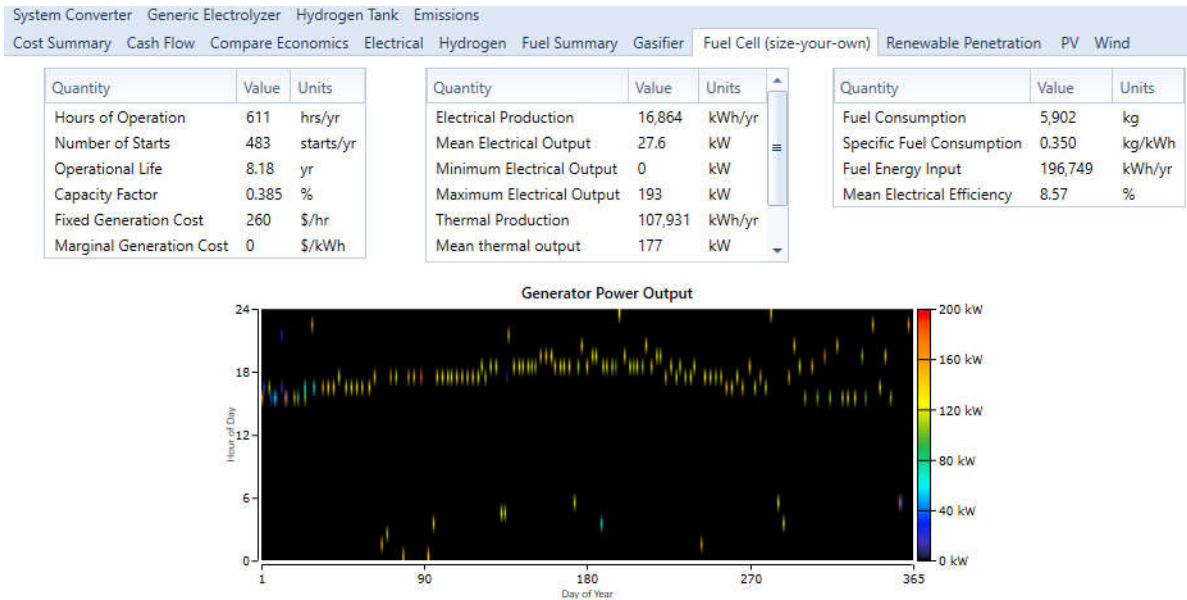 System Converter Generic Electrolyzer Hydrogen Tank Emissions
Cost Summary Cash Flow Compare Economics Electrical Hydrogen Fuel Summary Gasifier Fuel Cell (size-your-own) Renewable Penetration PV Wind
Quantity Value Units
Hours of Operation 611 hrs/yr
Number of Starts 483 starts/yr
Operational Life 8.18 yr
Capacity Factor 0.385 %
Fixed Generation Cost 260 $/hr
Marginal Generation Cost 0 $/kWh
Quantity Value Units
Electrical Production 16,864 kWh/yr
Mean Electrical Output 27.6 kW
Minimum Electrical Output 0 kW
Maximum Electrical Output 193 kW
Thermal Production 107,931 kWh/yr
Mean thermal output 177 kW
Quantity Value Units
Fuel Consumption 5,902 kg
Specific Fuel Consumption 0.350 kg/kWh
Fuel Energy Input 196,749 kWh/yr
Mean Electrical Efficiency 8.57 %
Generator Power Output
24
18
12
6
0
Hour of Day
1 90 180 270 365
Day of Year
200 kW
160 kW
120 kW
80 kW
40 kW
0 kW